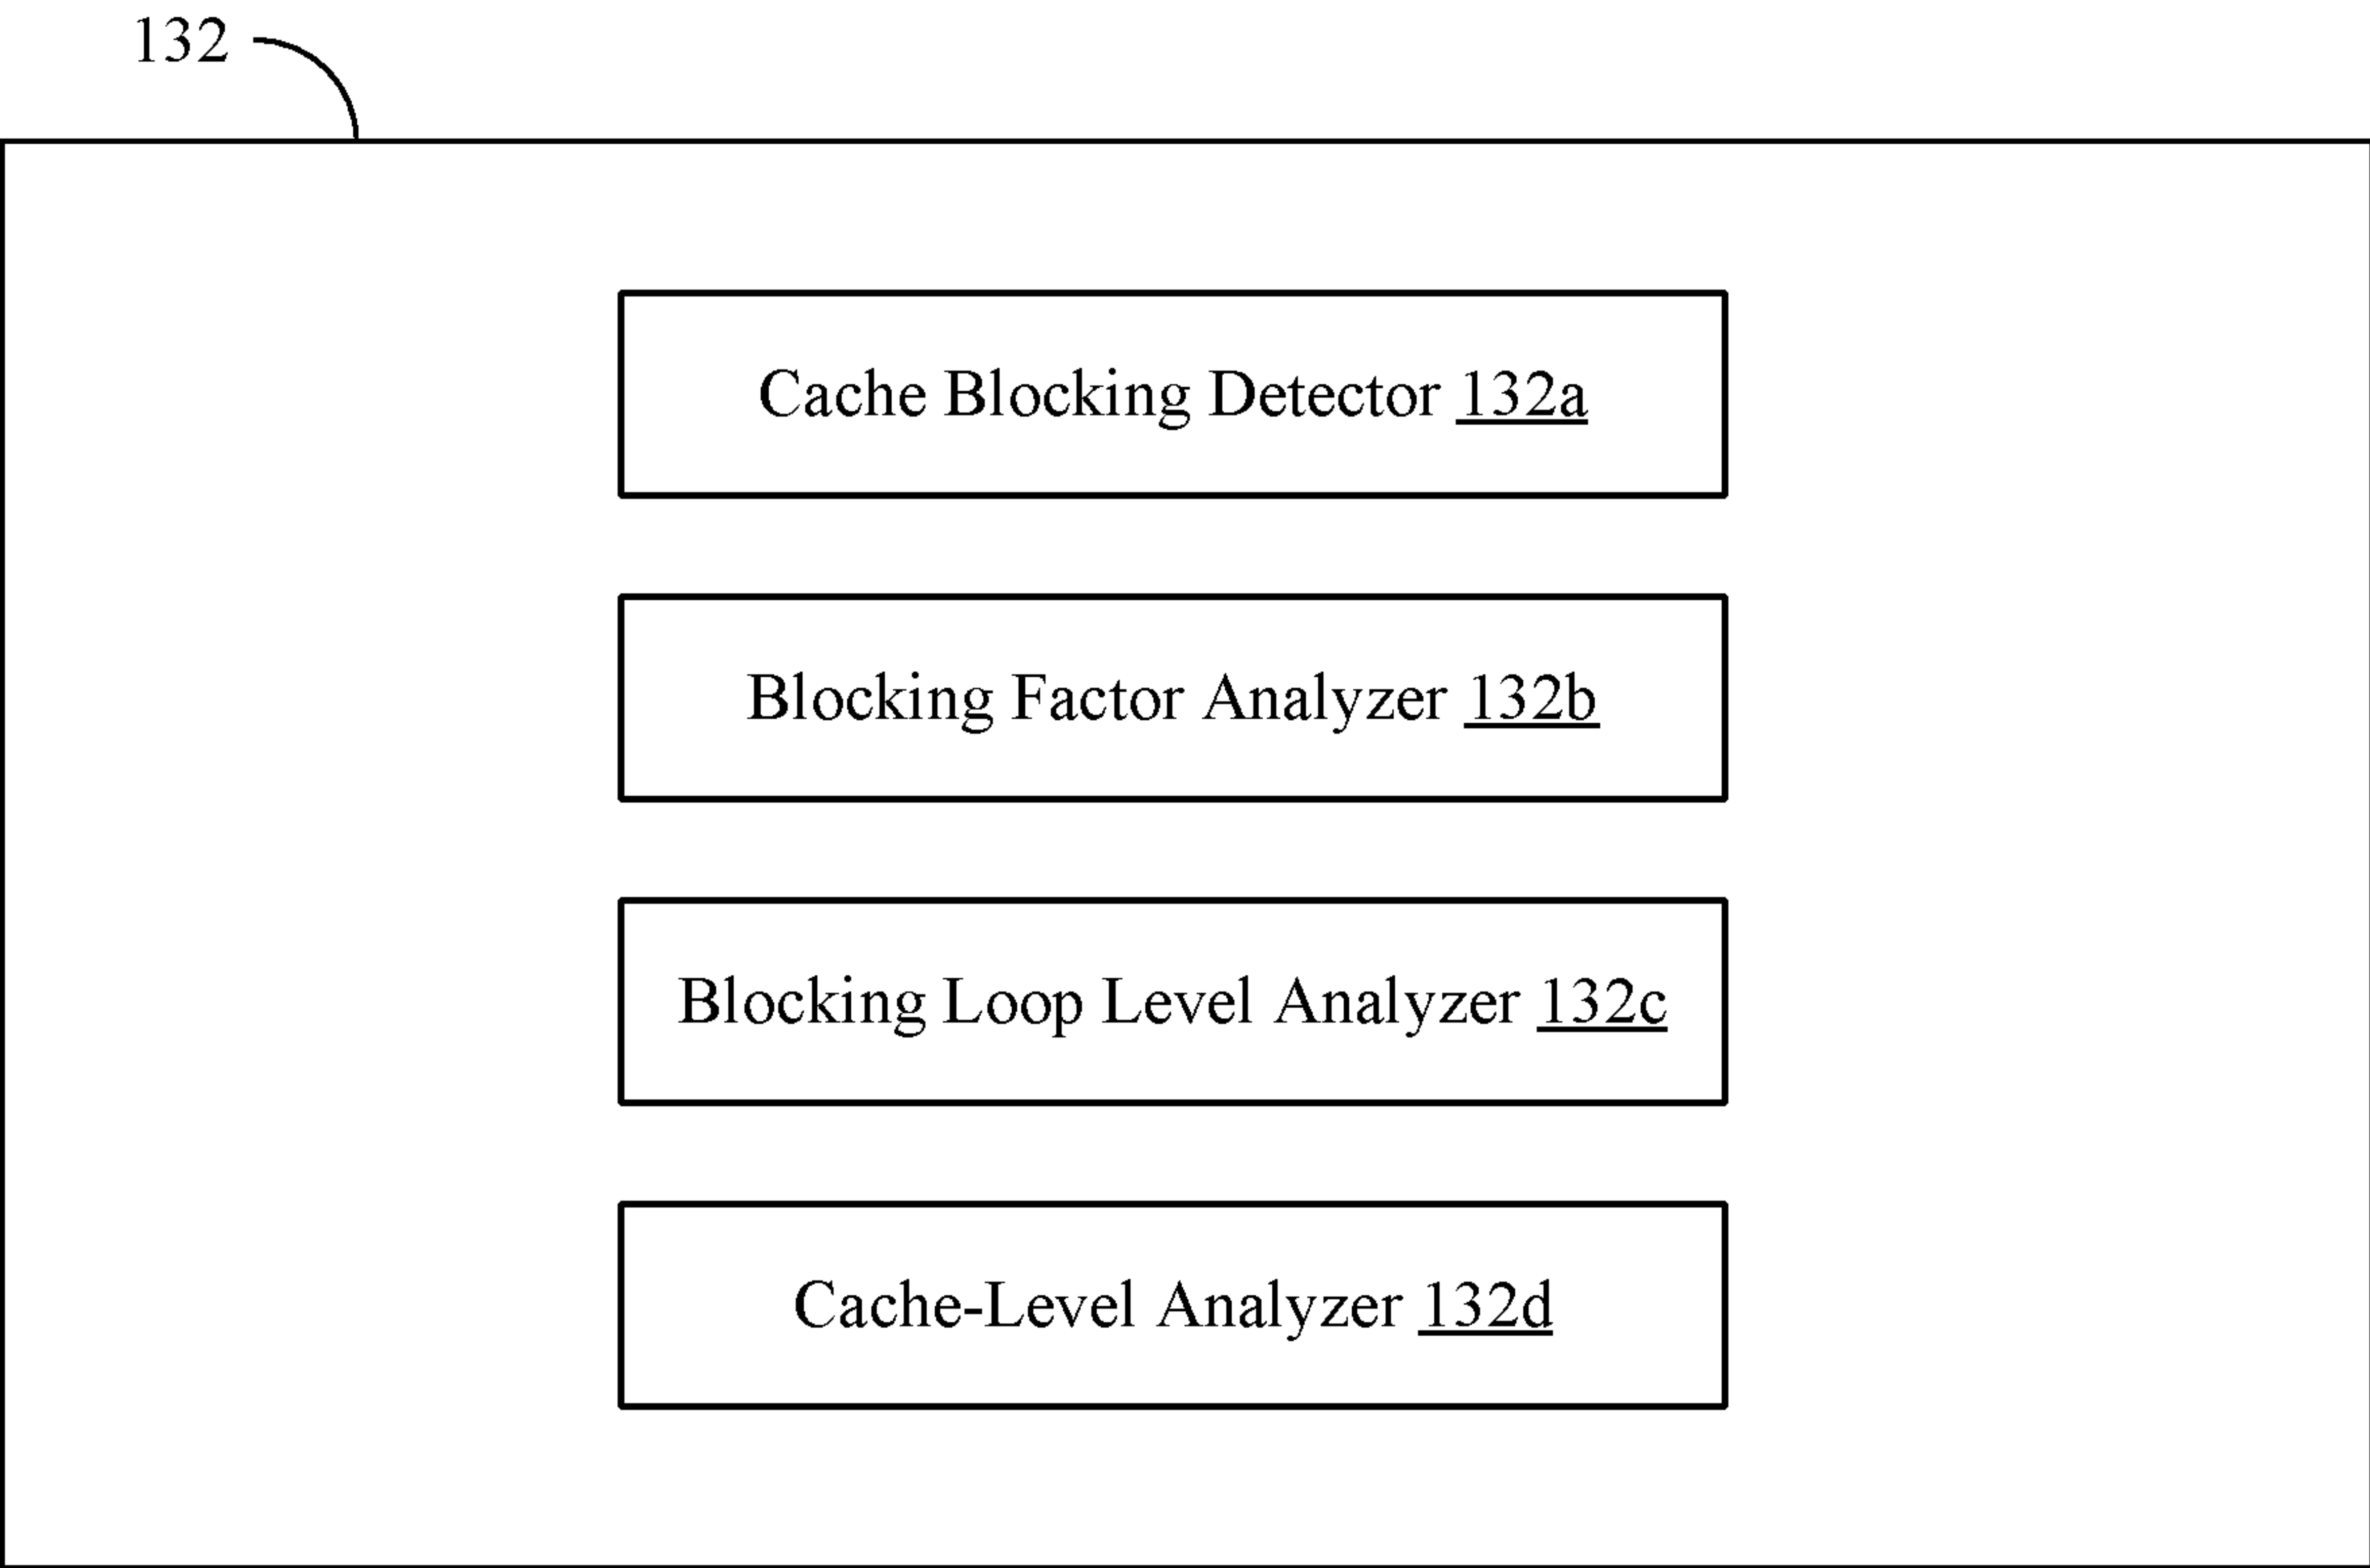 132
Cache Blocking Detector 132a
Blocking Factor Analyzer 132b
Blocking Loop Level Analyzer 132c
Cache-Level Analyzer 132d